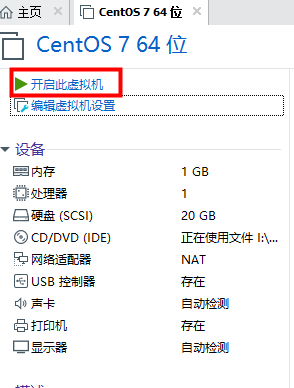 主页 × CentOS 7 64 位 ×
CentOS 7 64 位
开启此虚拟机
编辑虚拟机设置
设备
内存 1 GB
处理器 1
硬盘 (SCSI) 20 GB
CD/DVD (IDE) 正在使用文件 I:\...
网络适配器 NAT
USB 控制器 存在
声卡 自动检测
打印机 存在
显示器 自动检测